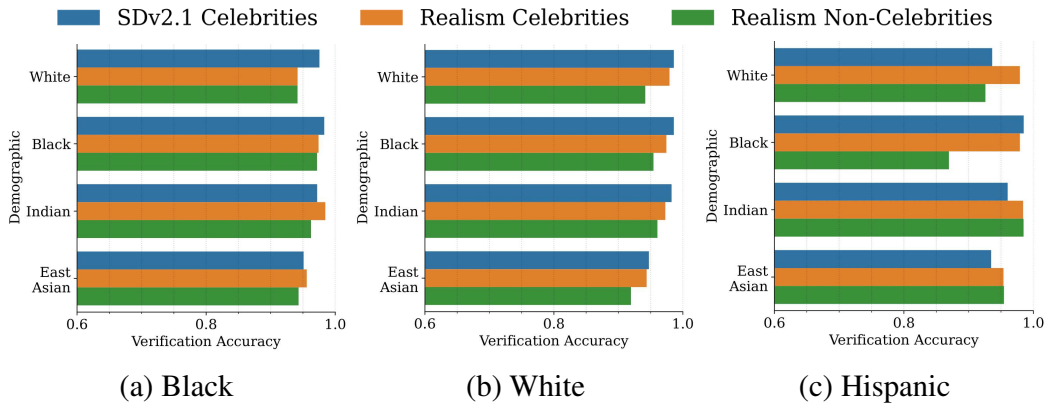 SDv2.1 Celebrities Realism Celebrities Realism Non-Celebrities
Demographic
White
Black
Indian
East
Asian
0.6 0.8 1.0
Verification Accuracy
(a) Black
Demographic
White
Black
Indian
East
Asian
0.6 0.8 1.0
Verification Accuracy
(b) White
Demographic
White
Black
Indian
East
Asian
0.6 0.8 1.0
Verification Accuracy
(c) Hispanic